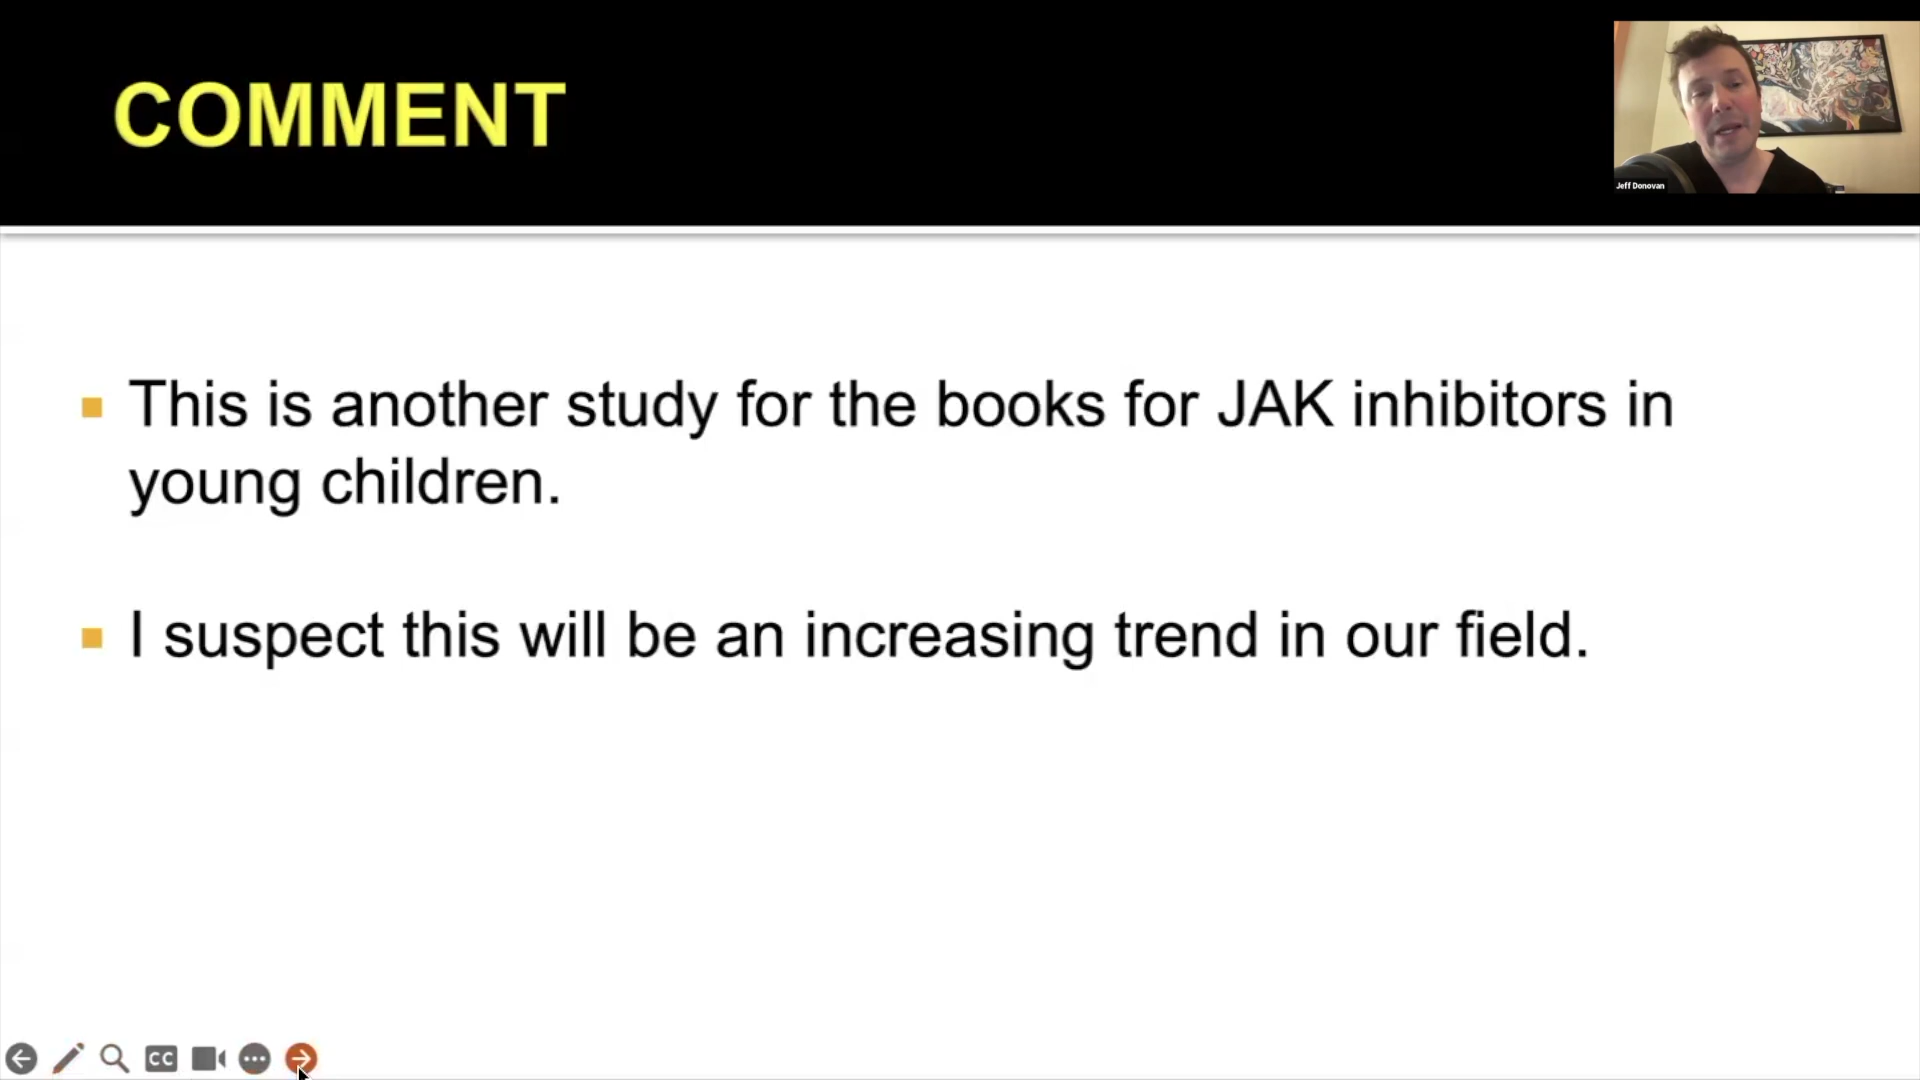 COMMENT
Jeff Donovan
This is another study for the books for JAK inhibitors in
young children.
I suspect this will be an increasing trend in our field.
CC